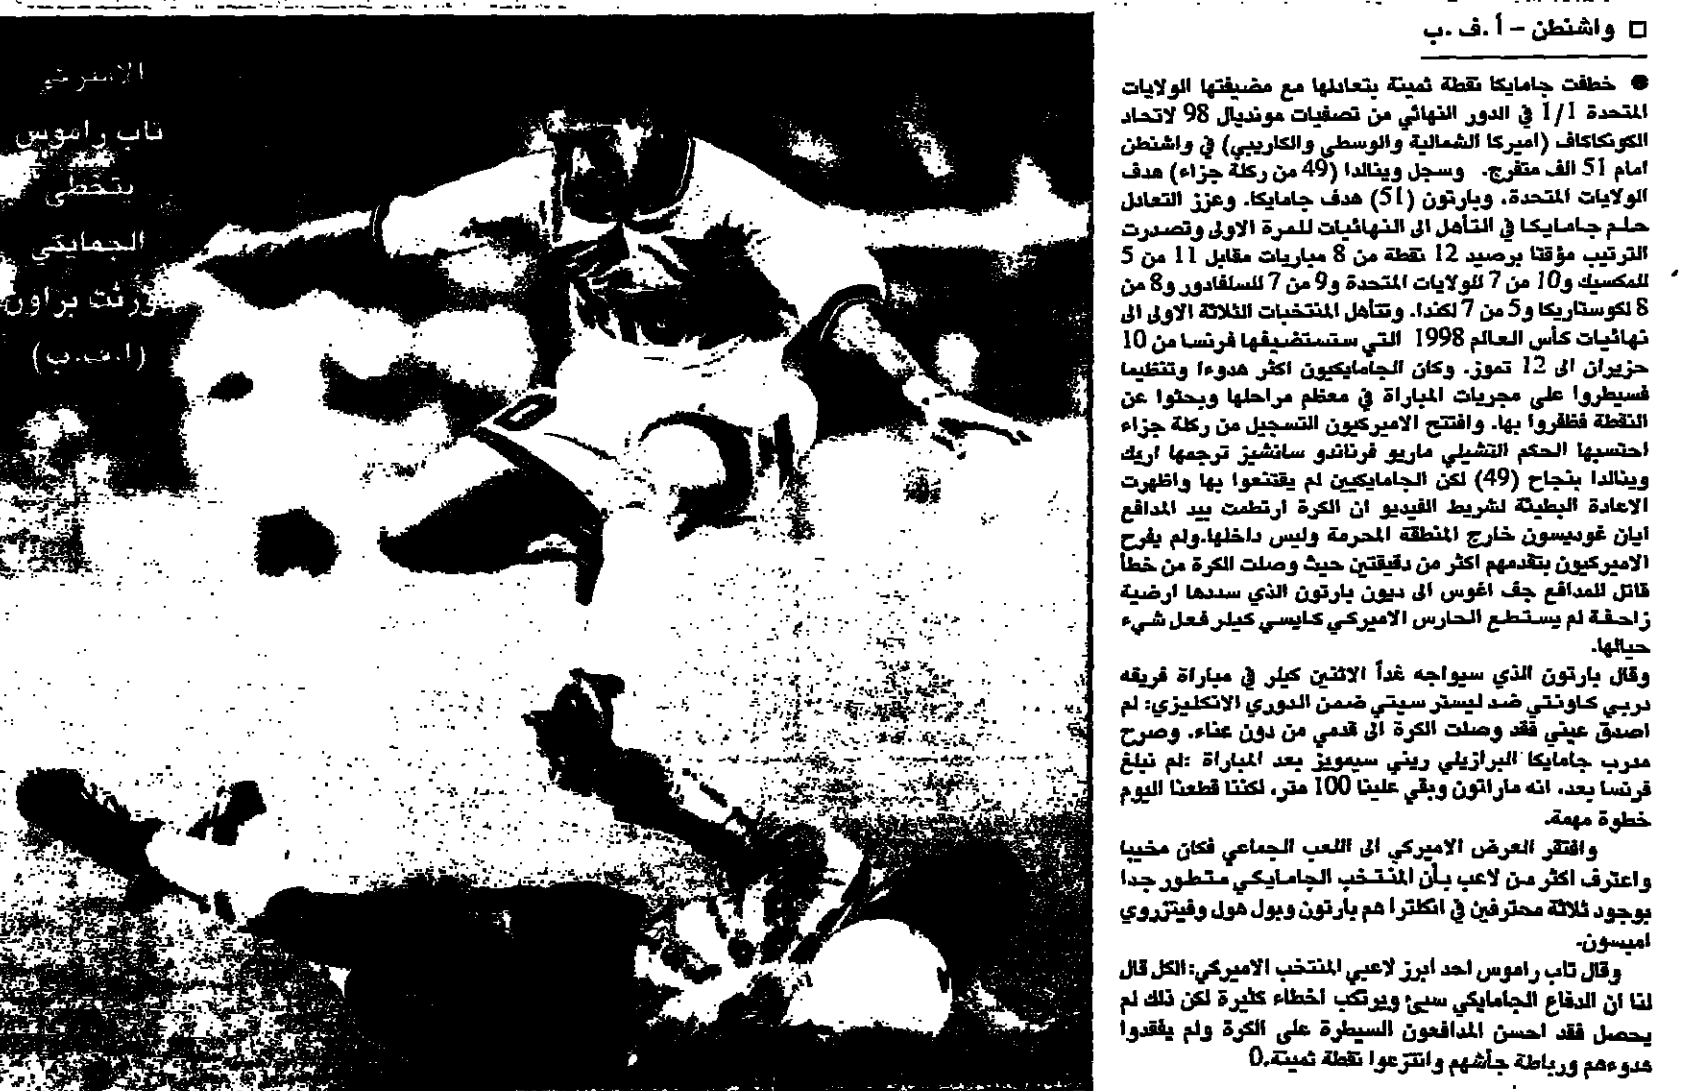 واشنطن – أ.ف.ب
● خطفت جامايكا نقطة ثمينة بتعادلها مع مضيفتها الولايات
المتحدة 1/1 في الدور النهائي من تصفيات مونديال 98 لاتحاد
الكونكاكاف (اميركا الشمالية والوسطى والكاريبي) في واشنطن
امام 51 الف متفرج. وسجل وينالدا (49 من ركلة جزاء) هدف
الولايات المتحدة، وبارتون (51) هدف جامايكا. وعزز التعادل
حلم جامايكا في التأهل الى النهائيات للمرة الاولى وتصدرت
الترتيب مؤقتا برصيد 12 نقطة من 8 مباريات مقابل 11 من 5
للمكسيك و10 من 7 للولايات المتحدة و9 من 7 للسلفادور و8 من
8 لكوستاريكا و5 من 7 لكندا. وتتأهل المنتخبات الثلاثة الاولى الى
نهائيات كأس العالم 1998 التي ستستضيفها فرنسا من 10
حزيران الى 12 تموز. وكان الجامايكيون اكثر هدوءا وتنظيما
فسيطروا على مجريات المباراة في معظم مراحلها وبحثوا عن
النقطة فظفروا بها. وافتتح الاميركيون التسجيل من ركلة جزاء
احتسبها الحكم التشيلي ماريو فرناندو سانشيز ترجمها اريك
وينالدا بنجاح (49) لكن الجامايكيين لم يقتنعوا بها واظهرت
الاعادة البطيئة لشريط الفيديو ان الكرة ارتطمت بيد المدافع
ايان غوديسون خارج المنطقة المحرمة وليس داخلها.ولم يفرح
الاميركيون بتقدمهم اكثر من دقيقتين حيث وصلت الكرة من خطأ
قاتل للمدافع جف اغوس الى ديون بارتون الذي سددها ارضية
زاحفة لم يستطع الحارس الاميركي كايسي كيلر فعل شيء
حيالها.
وقال بارتون الذي سيواجه غداً الاثنين كيلر في مباراة فريقه
دربي كاونتي ضد ليستر سيتي ضمن الدوري الانكليزي: لم
اصدق عيني فقد وصلت الكرة الى قدمي من دون عناء. وصرح
مدرب جامايكا البرازيلي ريني سيمويز بعد المباراة :لم نبلغ
فرنسا بعد، انه ماراتون وبقي علينا 100 متر، لكننا قطعنا اليوم
خطوة مهمة.
وافتقر العرض الاميركي الى اللعب الجماعي فكان مخيبا
واعترف اكثر من لاعب بأن المنتخب الجامايكي متطور جدا
بوجود ثلاثة محترفين في انكلترا هم بارتون وبول هول وفيتزروي
امبسون.
وقال تاب راموس احد ابرز لاعبي المنتخب الاميركي: الكل قال
لنا ان الدفاع الجامايكي سيئ ويرتكب اخطاء كثيرة لكن ذلك لم
يحصل فقد احسن المدافعون السيطرة على الكرة ولم يفقدوا
هدوءهم ورباطة جأشهم وانتزعوا نقطة ثمينة.0
تاب راموس
يتخطى
الجمايكي
براون
(ا.ف.ب)